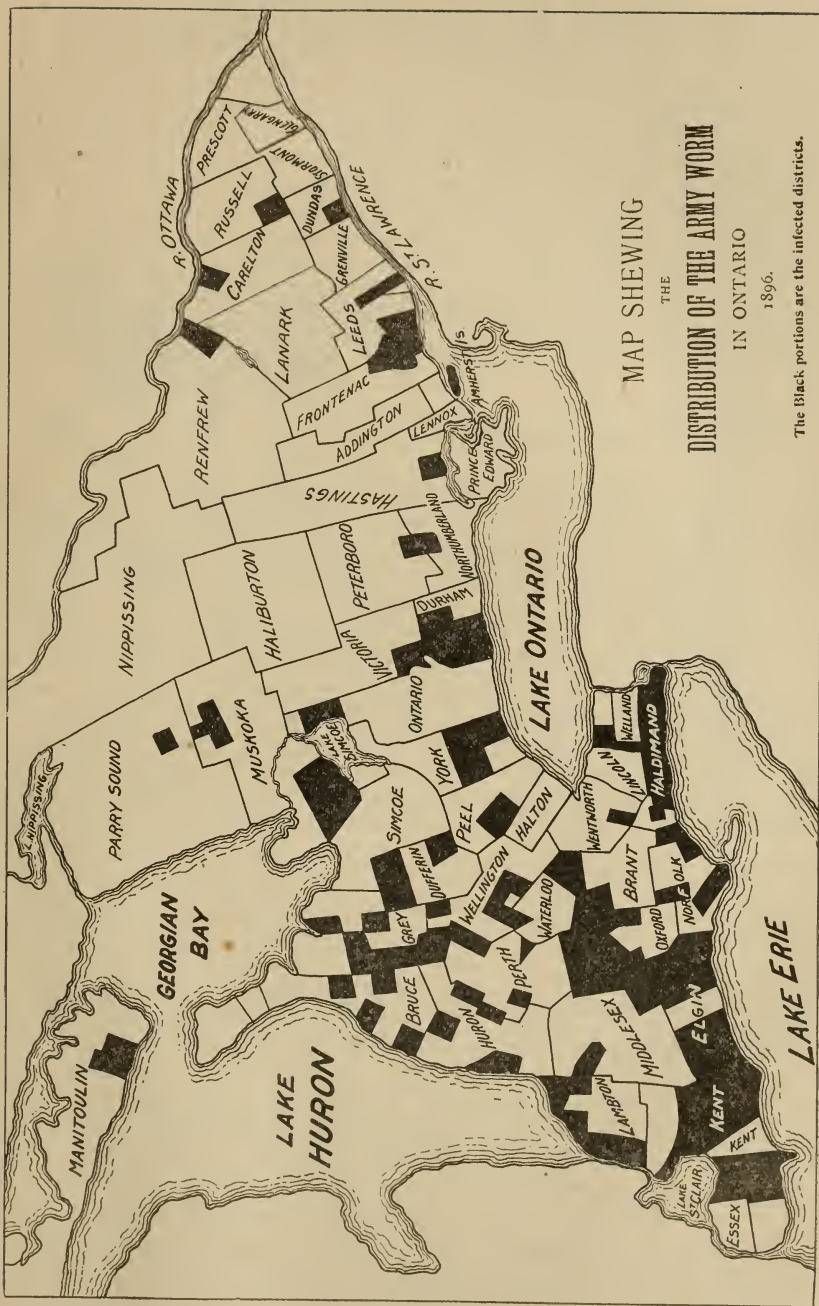 MAP SHEWING
THE
DISTRIBUTION OF THE ARMY WORM
IN ONTARIO
1896.
The Black portions are the infected districts.
R. OTTAWA
PRESCOTT
GLENGARRY
STORMONT
RUSSELL
DUNDAS
CARELTON
GRENVILLE
R. ST LAWRENCE
LANARK
LEEDS
RENFREW
FRONTENAC
ADDINGTON
LENNOX
AMHERST IS.
PRINCE
EDWARD
HASTINGS
NIPPISSING
HALIBURTON
PETERBORO
NORTHUMBERLAND
DURHAM
VICTORIA
ONTARIO
LAKE ONTARIO
L. NIPPISSING
PARRY SOUND
MUSKOKA
LAKE
SIMCOE
YORK
SIMCOE
PEEL
HALTON
DUFFERIN
WELLINGTON
WENTWORTH
LINCOLN
WELLAND
HALDIMAND
GEORGIAN
BAY
GREY
WATERLOO
BRANT
NORFOLK
OXFORD
MANITOULIN
BRUCE
HURON
PERTH
MIDDLESEX
ELGIN
LAKE ERIE
LAKE
HURON
LAMBTON
KENT
KENT
LAKE
ST CLAIR
ESSEX